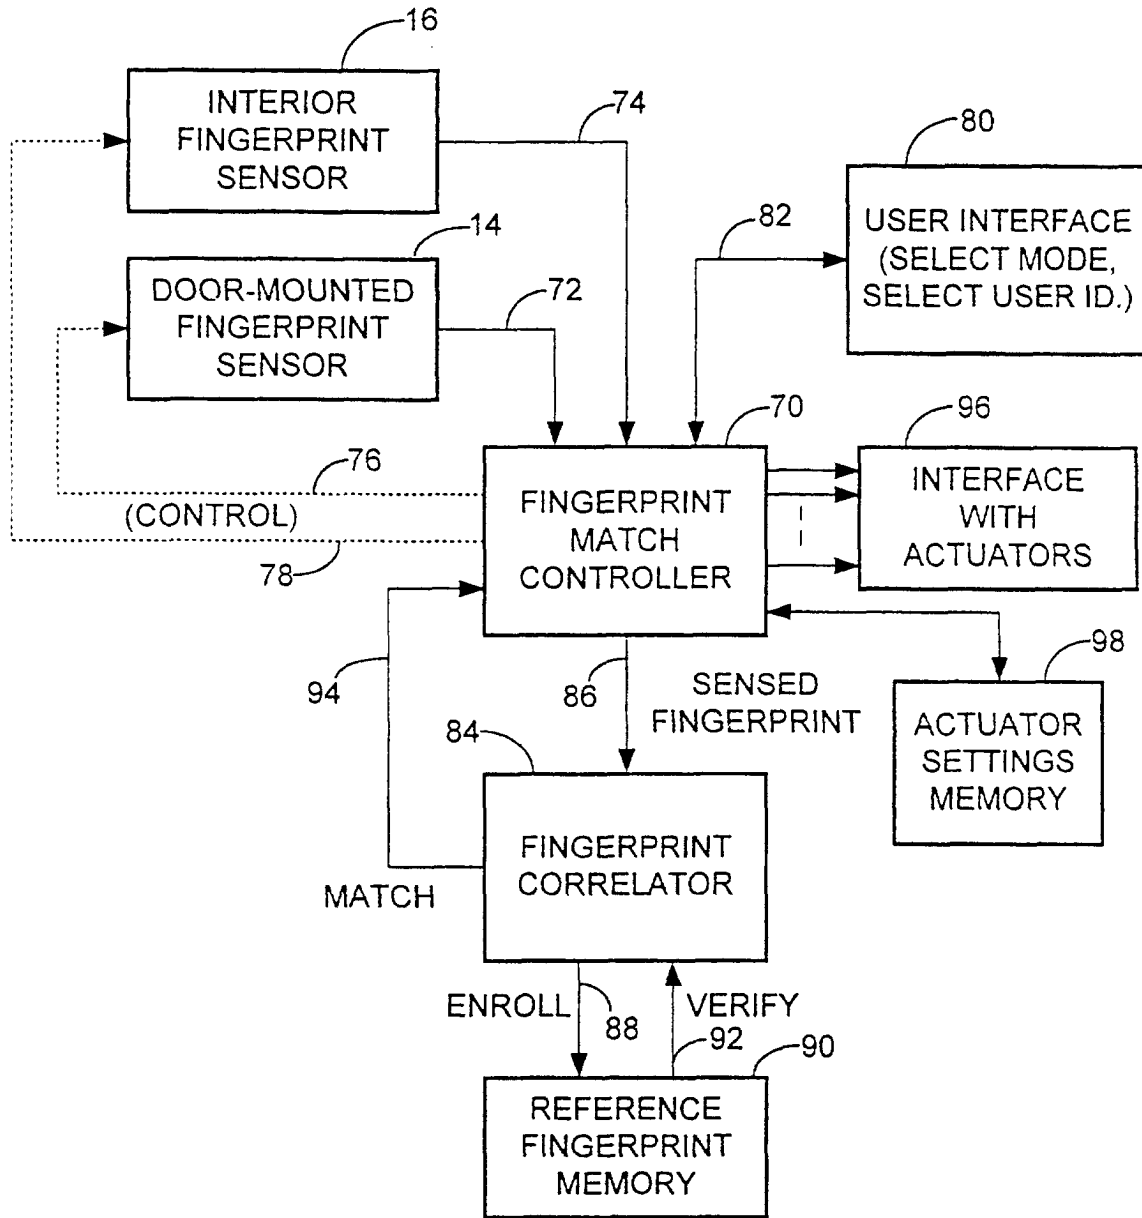 16
INTERIOR
FINGERPRINT
SENSOR
74
80
USER INTERFACE
(SELECT MODE,
SELECT USER ID.)
82
14
DOOR-MOUNTED
FINGERPRINT
SENSOR
72
70
96
FINGERPRINT
MATCH
CONTROLLER
INTERFACE
WITH
ACTUATORS
76
(CONTROL)
78
94
86
SENSED
FINGERPRINT
98
ACTUATOR
SETTINGS
MEMORY
84
FINGERPRINT
CORRELATOR
MATCH
ENROLL
88
VERIFY
92
90
REFERENCE
FINGERPRINT
MEMORY